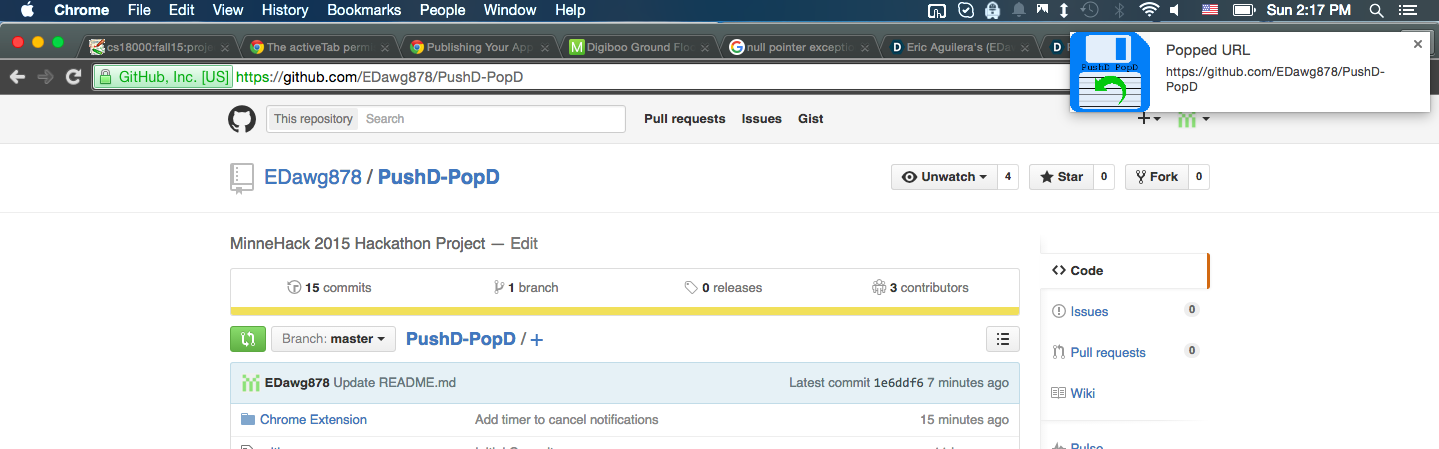 Chrome File Edit View History Bookmarks People Window Help Sun 2:17 PM
cs18000:fall15:proje The activeTab permi Publishing Your App Digiboo Ground Floo null pointer exceptio Eric Aguilera's (EDaw
GitHub, Inc. [US] https://github.com/EDawg878/PushD-PopD
PushD PopD
Popped URL
https://github.com/EDawg878/PushD-
PopD
This repository Search Pull requests Issues Gist
EDawg878 / PushD-PopD Unwatch 4 Star 0 Fork 0
MinneHack 2015 Hackathon Project — Edit
15 commits 1 branch 0 releases 3 contributors
Branch: master PushD-PopD / +
EDawg878 Update README.md Latest commit 1e6ddf6 7 minutes ago
Chrome Extension Add timer to cancel notifications 15 minutes ago
Code
Issues 0
Pull requests 0
Wiki
Pulse